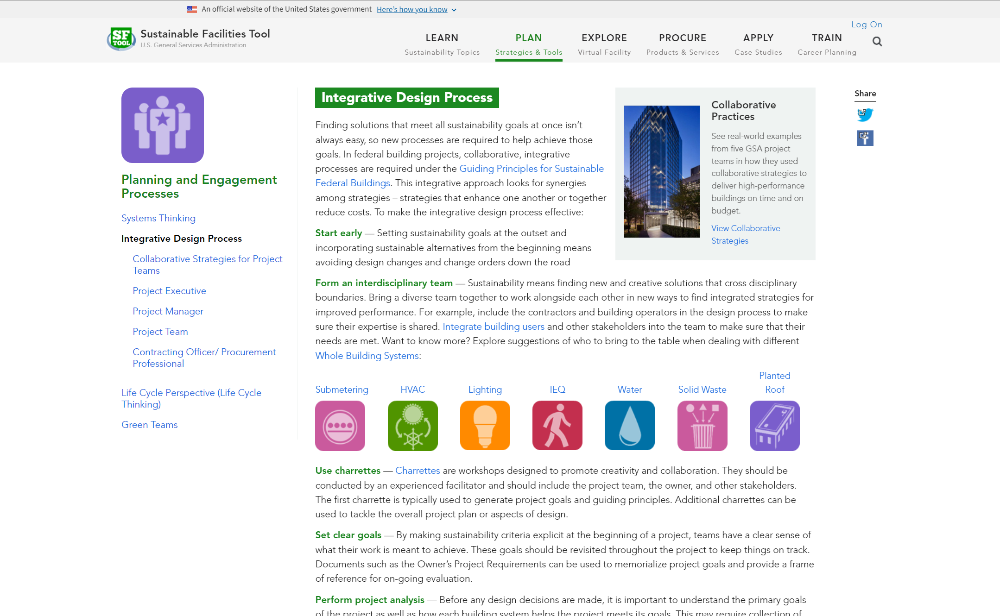 An official website of the United States government Here's how you know
Log On
SF TOOL
Sustainable Facilities Tool
U.S. General Services Administration
LEARN
Sustainability Topics
PLAN
Strategies & Tools
EXPLORE
Virtual Facility
PROCURE
Products & Services
APPLY
Case Studies
TRAIN
Career Planning
Planning and Engagement
Processes
Systems Thinking
Integrative Design Process
Collaborative Strategies for Project
Teams
Project Executive
Project Manager
Project Team
Contracting Officer/ Procurement
Professional
Life Cycle Perspective (Life Cycle
Thinking)
Green Teams
Integrative Design Process
Finding solutions that meet all sustainability goals at once isn’t
always easy, so new processes are required to help achieve those
goals. In federal building projects, collaborative, integrative
processes are required under the Guiding Principles for Sustainable
Federal Buildings. This integrative approach looks for synergies
among strategies – strategies that enhance one another or together
reduce costs. To make the integrative design process effective:
Start early — Setting sustainability goals at the outset and
incorporating sustainable alternatives from the beginning means
avoiding design changes and change orders down the road
Collaborative
Practices
See real-world examples
from five GSA project
teams in how they used
collaborative strategies to
deliver high-performance
buildings on time and on
budget.
View Collaborative
Strategies
Share
Form an interdisciplinary team — Sustainability means finding new and creative solutions that cross disciplinary
boundaries. Bring a diverse team together to work alongside each other in new ways to find integrated strategies for
improved performance. For example, include the contractors and building operators in the design process to make
sure their expertise is shared. Integrate building users and other stakeholders into the team to make sure that their
needs are met. Want to know more? Explore suggestions of who to bring to the table when dealing with different
Whole Building Systems:
Submetering
HVAC
Lighting
IEQ
Water
Solid Waste
Planted
Roof
Use charrettes — Charrettes are workshops designed to promote creativity and collaboration. They should be
conducted by an experienced facilitator and should include the project team, the owner, and other stakeholders.
The first charrette is typically used to generate project goals and guiding principles. Additional charrettes can be
used to tackle the overall project plan or aspects of design.
Set clear goals — By making sustainability criteria explicit at the beginning of a project, teams have a clear sense of
what their work is meant to achieve. These goals should be revisited throughout the project to keep things on track.
Documents such as the Owner’s Project Requirements can be used to memorialize project goals and provide a frame
of reference for on-going evaluation.
Perform project analysis — Before any design decisions are made, it is important to understand the primary goals
of the project as well as how each building system helps the project meets its goals. This may require collection of